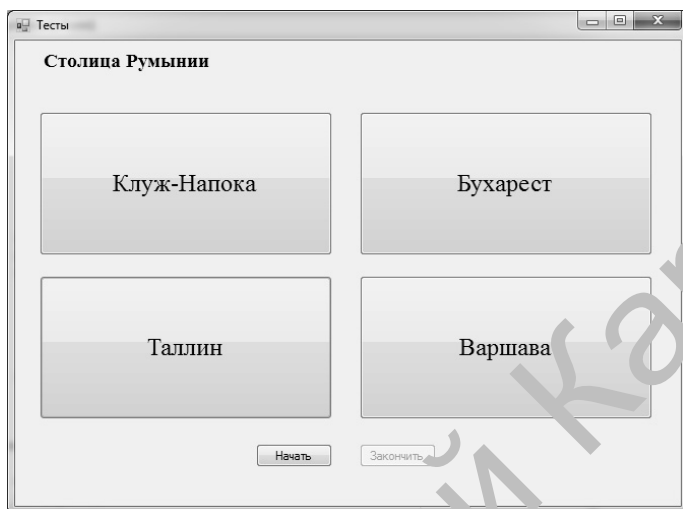 Тесты
Столица Румынии
Клуж-Напока
Бухарест
Таллин
Варшава
Начать
Закончить